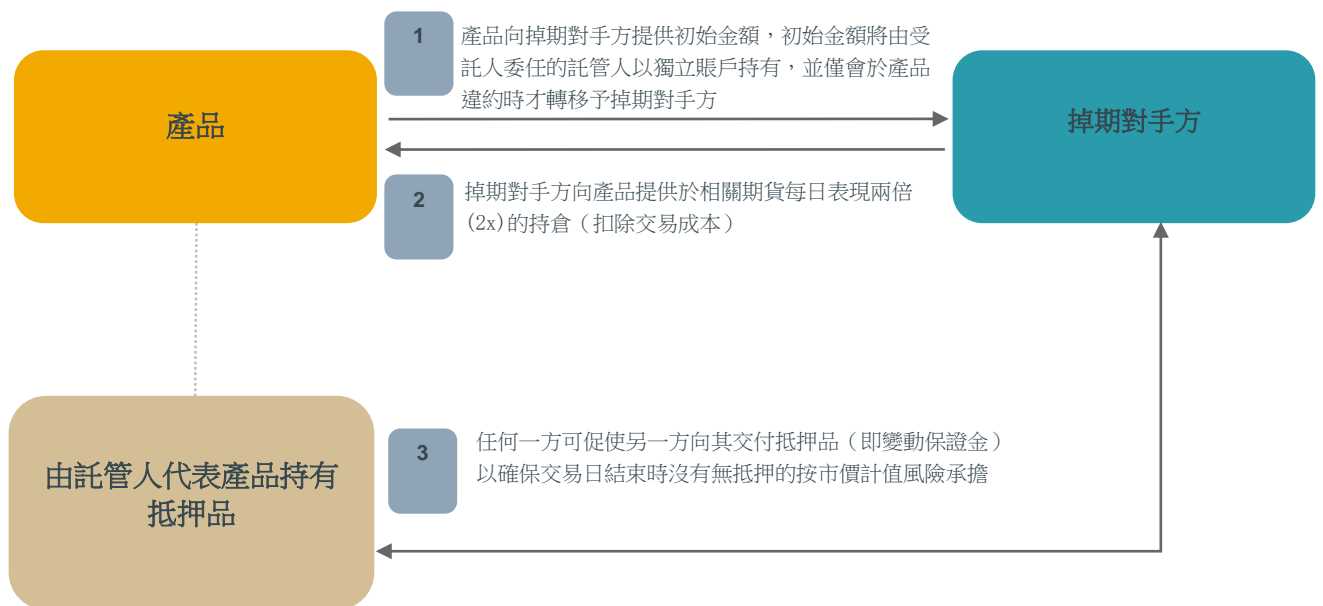 產品
1
產品向掉期對手方提供初始金額，初始金額將由受
託人委任的託管人以獨立賬戶持有，並僅會於產品
違約時才轉移予掉期對手方
掉期對手方
2
掉期對手方向產品提供於相關期貨每日表現兩倍
(2x)的持倉（扣除交易成本）
由託管人代表產品持有
抵押品
3
任何一方可促使另一方向其交付抵押品（即變動保證金）
以確保交易日結束時沒有無抵押的按市價計值風險承擔